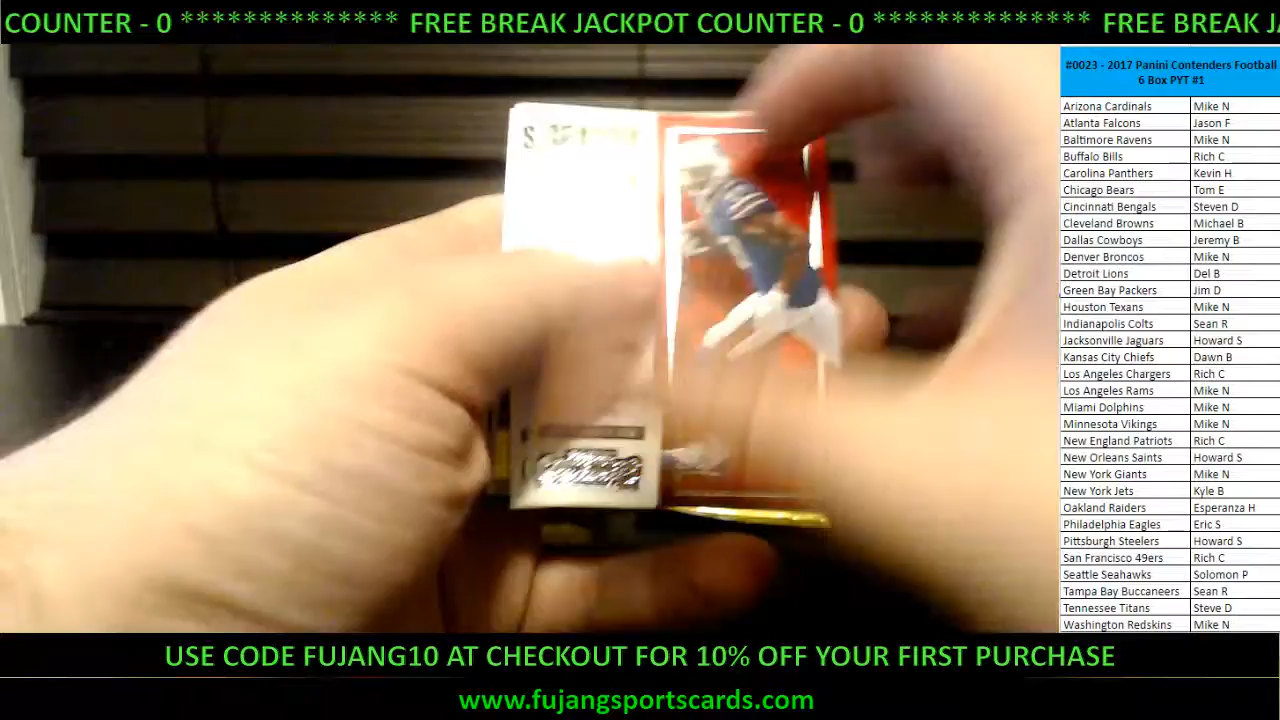 COUNTER - 0 ************** FREE BREAK JACKPOT COUNTER - 0 ************** FREE BREAK JA
#0023 - 2017 Panini Contenders Football
6 Box PYT #1
Arizona Cardinals Mike N
Atlanta Falcons Jason F
Baltimore Ravens Mike N
Buffalo Bills Rich C
Carolina Panthers Kevin H
Chicago Bears Tom E
Cincinnati Bengals Steven D
Cleveland Browns Michael B
Dallas Cowboys Jeremy B
Denver Broncos Mike N
Detroit Lions Del B
Green Bay Packers Jim D
Houston Texans Mike N
Indianapolis Colts Sean R
Jacksonville Jaguars Howard S
Kansas City Chiefs Dawn B
Los Angeles Chargers Rich C
Los Angeles Rams Mike N
Miami Dolphins Mike N
Minnesota Vikings Mike N
New England Patriots Rich C
New Orleans Saints Howard S
New York Giants Mike N
New York Jets Kyle B
Oakland Raiders Esperanza H
Philadelphia Eagles Eric S
Pittsburgh Steelers Howard S
San Francisco 49ers Rich C
Seattle Seahawks Solomon P
Tampa Bay Buccaneers Sean R
Tennessee Titans Steve D
Washington Redskins Mike N
USE CODE FUJANG10 AT CHECKOUT FOR 10% OFF YOUR FIRST PURCHASE
www.fujangsportscards.com